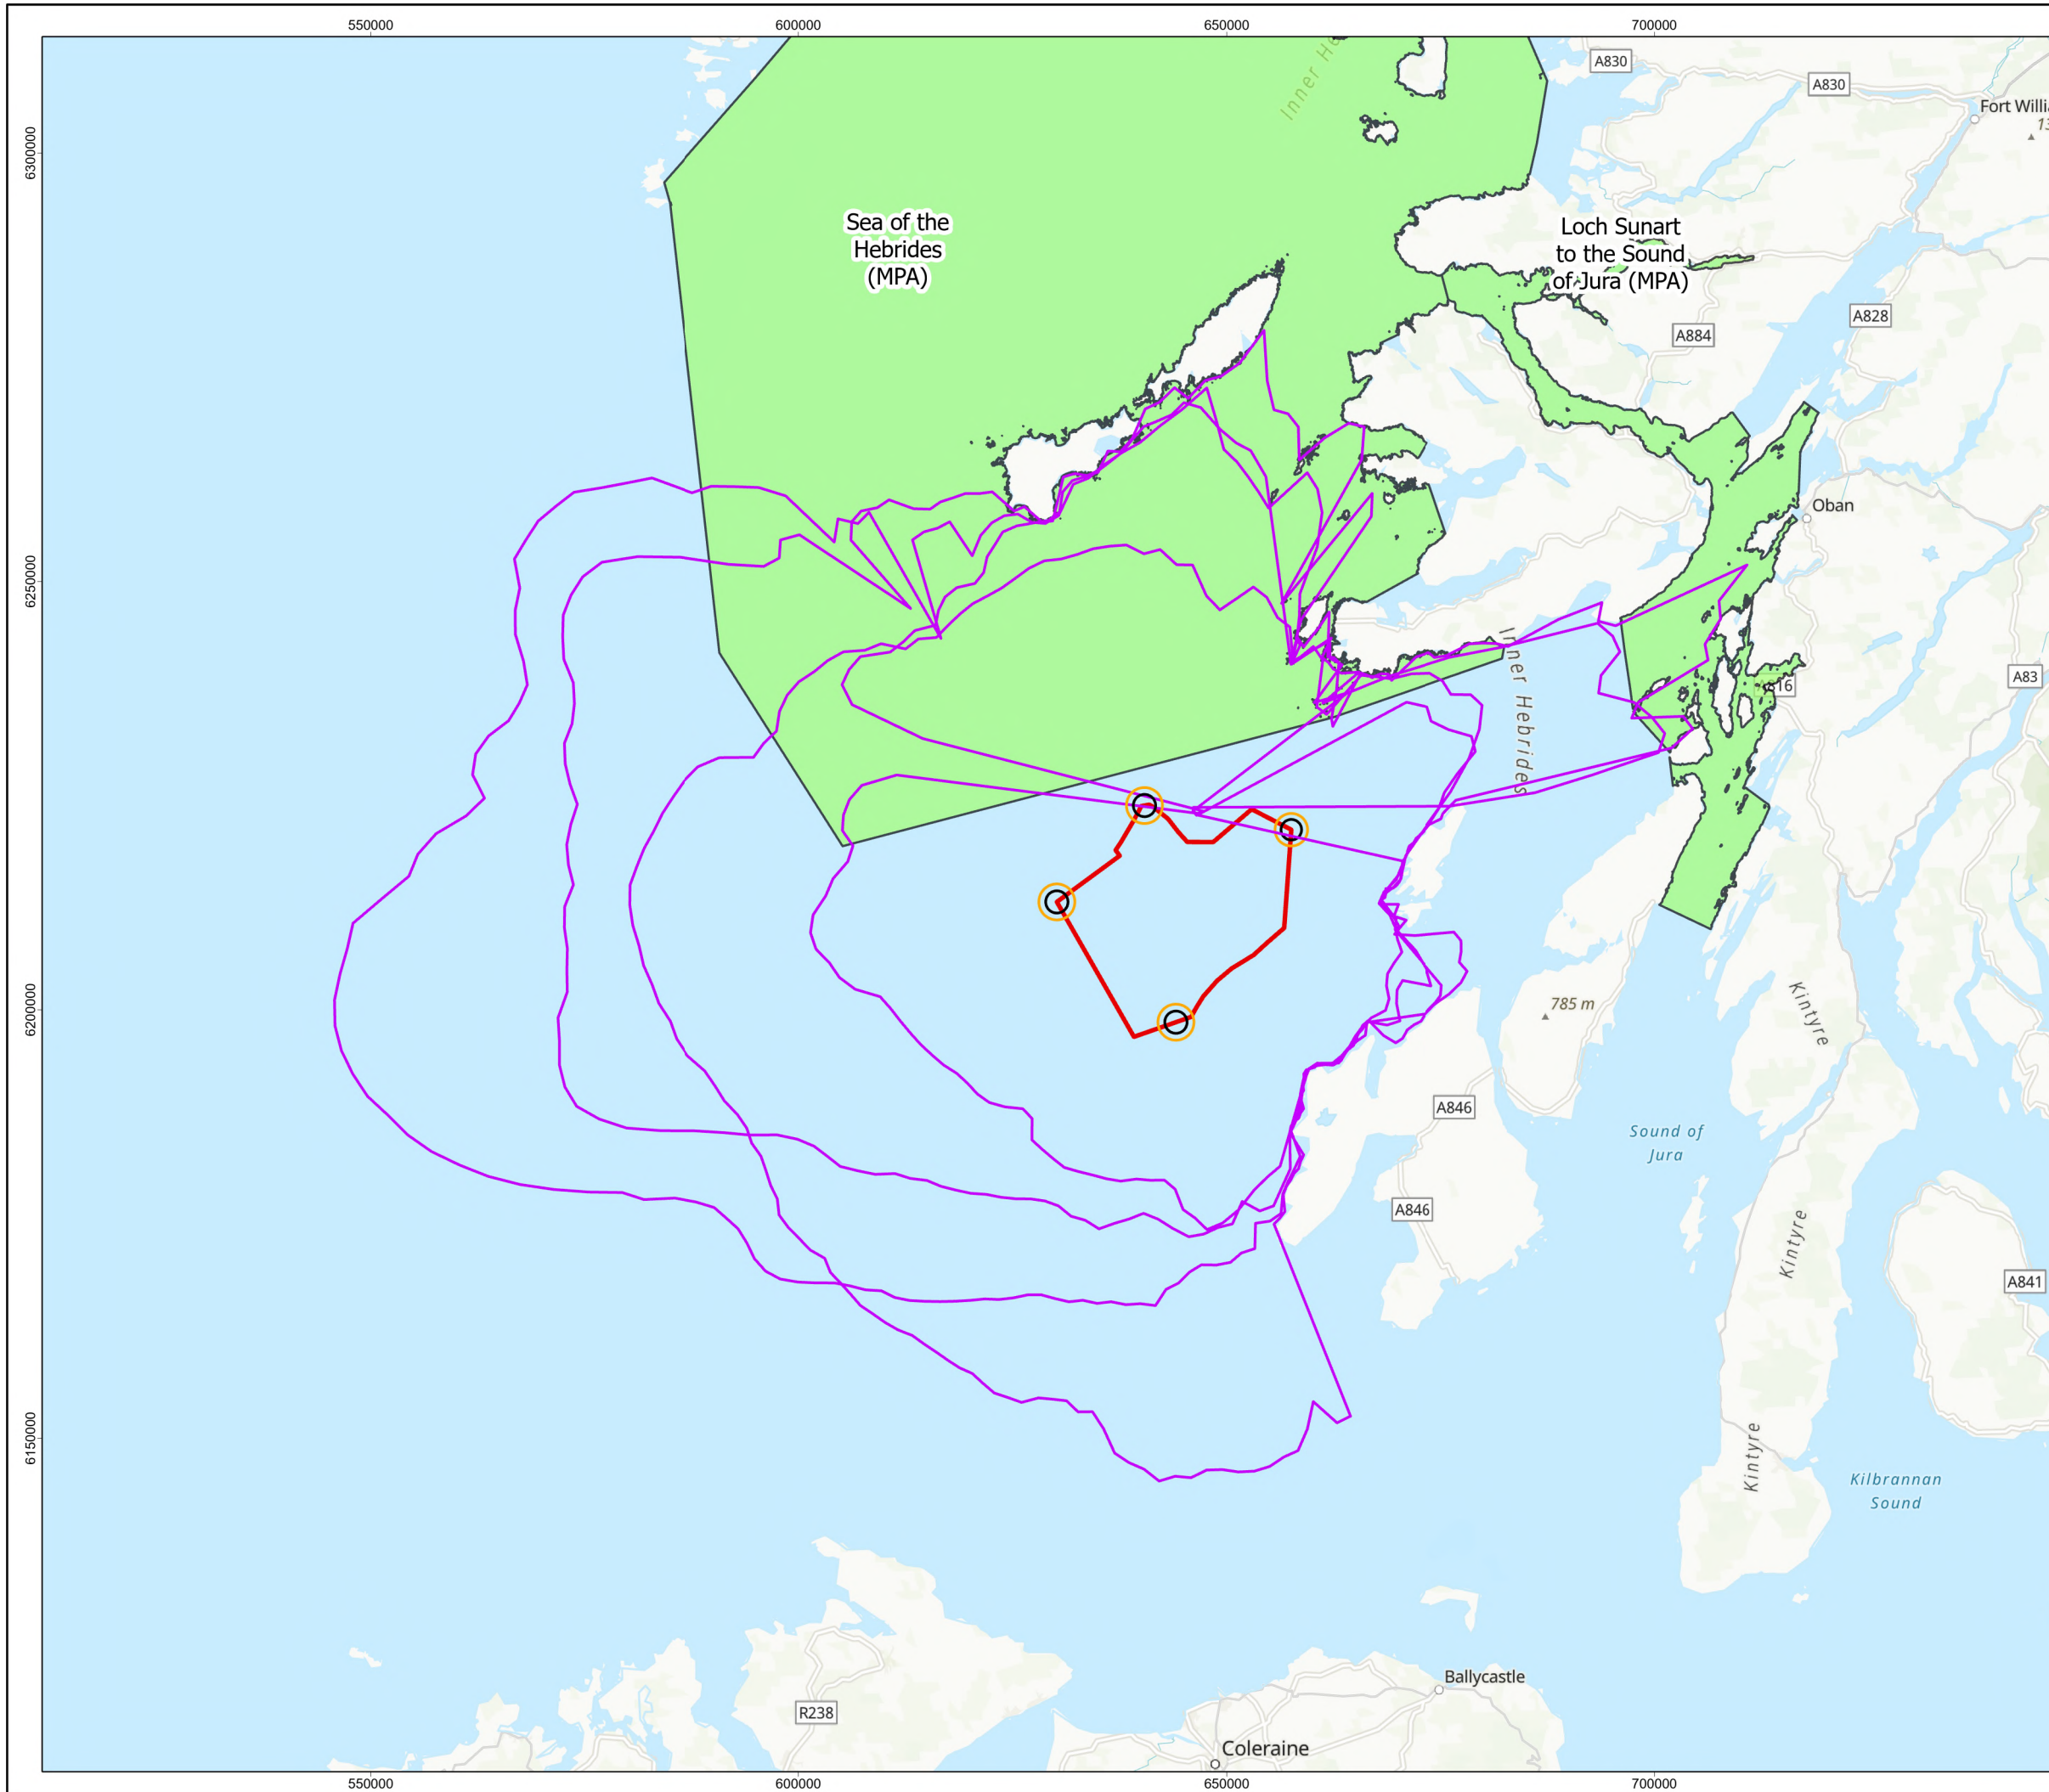 550000
600000
650000
700000
6300000
6250000
6200000
6150000
A830
A830
Fort Willi
13
Inner He
Sea of the
Hebrides
(MPA)
Loch Sunart
to the Sound
of Jura (MPA)
A828
A884
Oban
A816
A83
Inner Hebrides
785 m
Kintyre
A846
Sound of
Jura
A846
Kintyre
A841
Kintyre
Kilbrannan
Sound
Ballycastle
R238
Coleraine
550000
600000
650000
700000